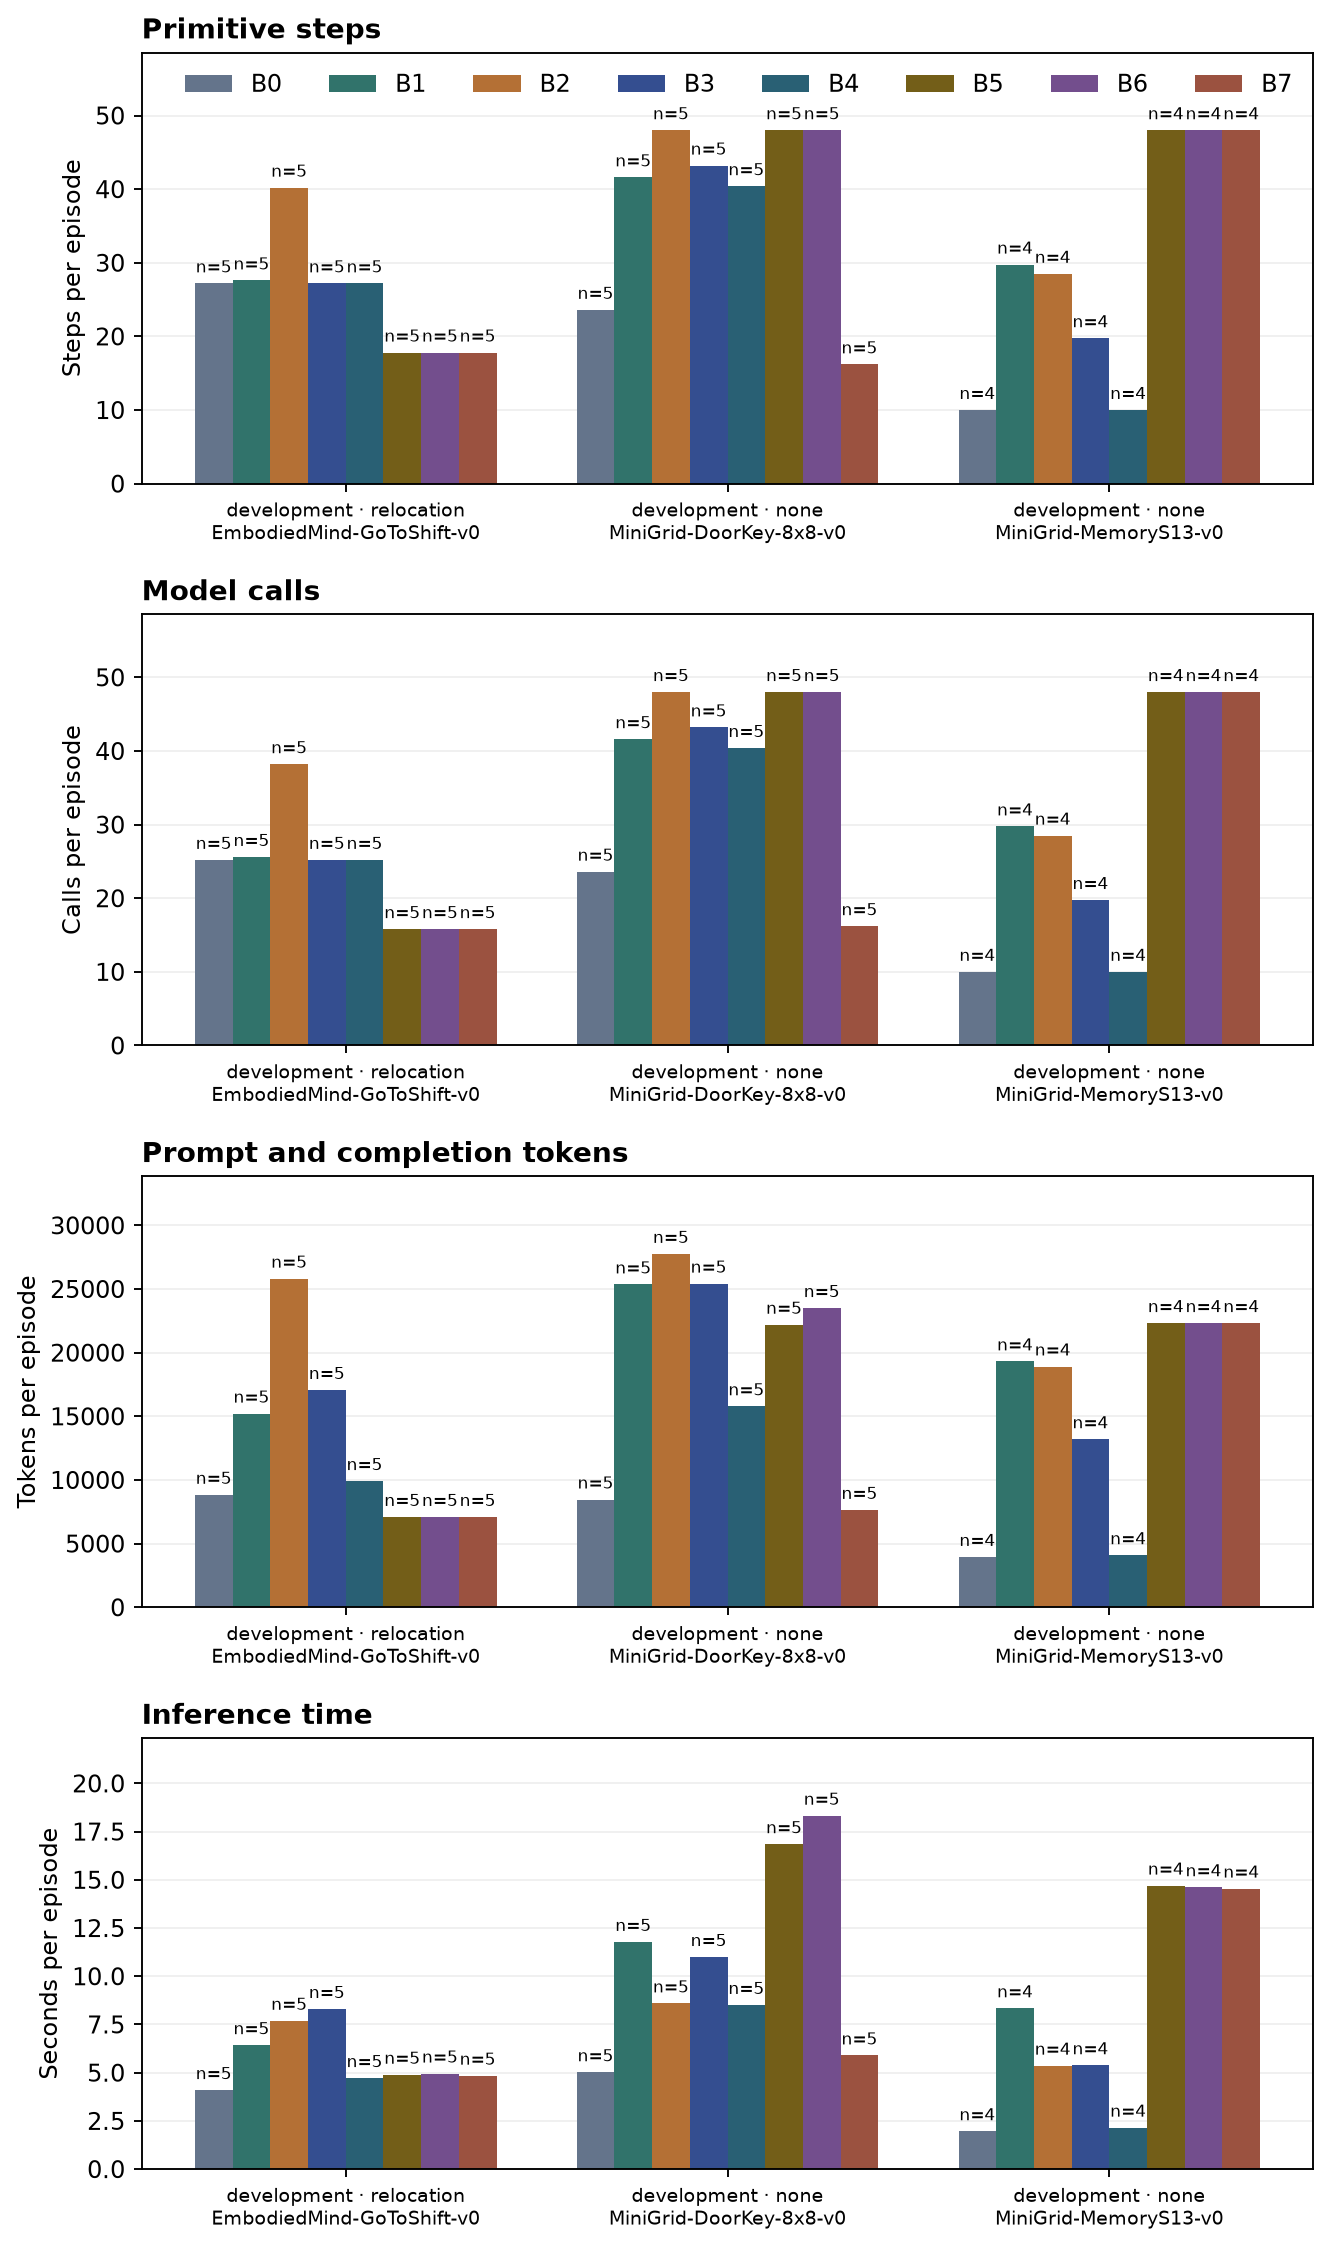 Primitive steps
B0 B1 B2 B3 B4 B5 B6 B7
Steps per episode
50
40
30
20
10
0
n=5 n=5 n=5 n=5 n=5 n=5 n=5 n=5
n=5 n=5 n=5 n=5 n=5 n=5 n=5 n=5
n=4 n=4 n=4 n=4 n=4 n=4 n=4 n=4
development · relocation
EmbodiedMind-GoToShift-v0
development · none
MiniGrid-DoorKey-8x8-v0
development · none
MiniGrid-MemoryS13-v0
Model calls
Calls per episode
50
40
30
20
10
0
n=5 n=5 n=5 n=5 n=5 n=5 n=5 n=5
n=5 n=5 n=5 n=5 n=5 n=5 n=5 n=5
n=4 n=4 n=4 n=4 n=4 n=4 n=4 n=4
development · relocation
EmbodiedMind-GoToShift-v0
development · none
MiniGrid-DoorKey-8x8-v0
development · none
MiniGrid-MemoryS13-v0
Prompt and completion tokens
Tokens per episode
30000
25000
20000
15000
10000
5000
0
n=5 n=5 n=5 n=5 n=5 n=5 n=5 n=5
n=5 n=5 n=5 n=5 n=5 n=5 n=5 n=5
n=4 n=4 n=4 n=4 n=4 n=4 n=4 n=4
development · relocation
EmbodiedMind-GoToShift-v0
development · none
MiniGrid-DoorKey-8x8-v0
development · none
MiniGrid-MemoryS13-v0
Inference time
Seconds per episode
20.0
17.5
15.0
12.5
10.0
7.5
5.0
2.5
0.0
n=5 n=5 n=5 n=5 n=5 n=5 n=5 n=5
n=5 n=5 n=5 n=5 n=5 n=5 n=5 n=5
n=4 n=4 n=4 n=4 n=4 n=4 n=4 n=4
development · relocation
EmbodiedMind-GoToShift-v0
development · none
MiniGrid-DoorKey-8x8-v0
development · none
MiniGrid-MemoryS13-v0